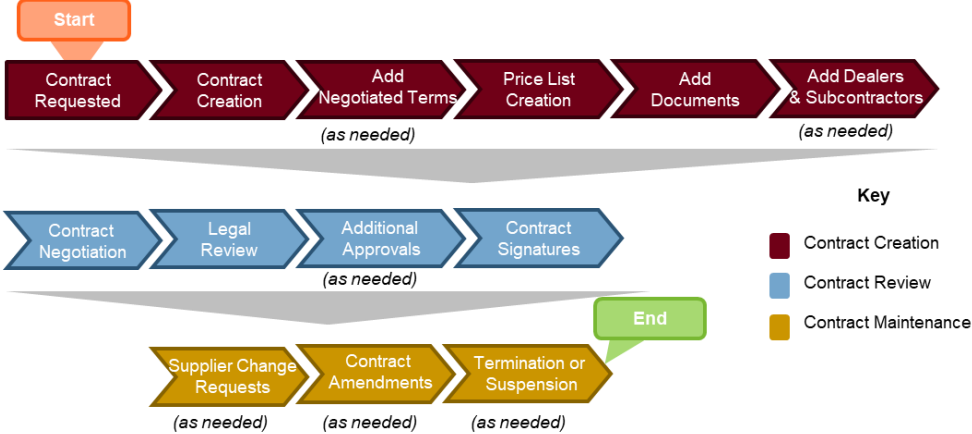 Start
Contract
Requested
Contract
Creation
Add
Negotiated Terms
(as needed)
Price List
Creation
Add
Documents
Add Dealers
& Subcontractors
(as needed)
Contract
Negotiation
Legal
Review
Additional
Approvals
(as needed)
Contract
Signatures
Key
Contract Creation
Contract Review
Contract Maintenance
End
Supplier Change
Requests
(as needed)
Contract
Amendments
(as needed)
Termination or
Suspension
(as needed)